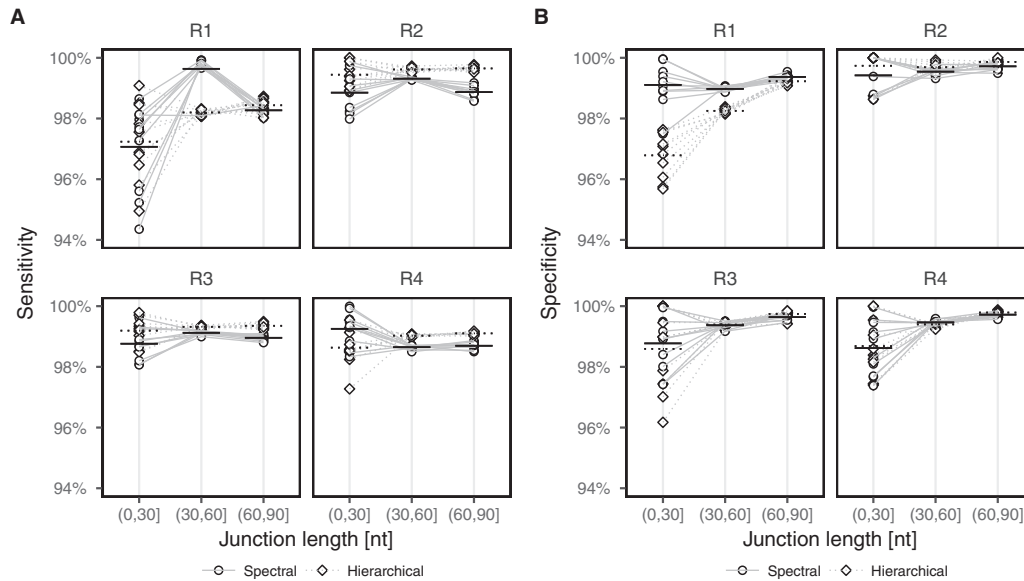 A
B
R1
R2
R1
R2
100%
98%
96%
94%
100%
98%
96%
94%
R3
R4
R3
R4
100%
98%
96%
94%
100%
98%
96%
94%
Sensitivity
Specificity
(0,30] (30,60] (60,90] (0,30] (30,60] (60,90]
(0,30] (30,60] (60,90] (0,30] (30,60] (60,90]
Junction length [nt]
Junction length [nt]
Spectral Hierarchical
Spectral Hierarchical